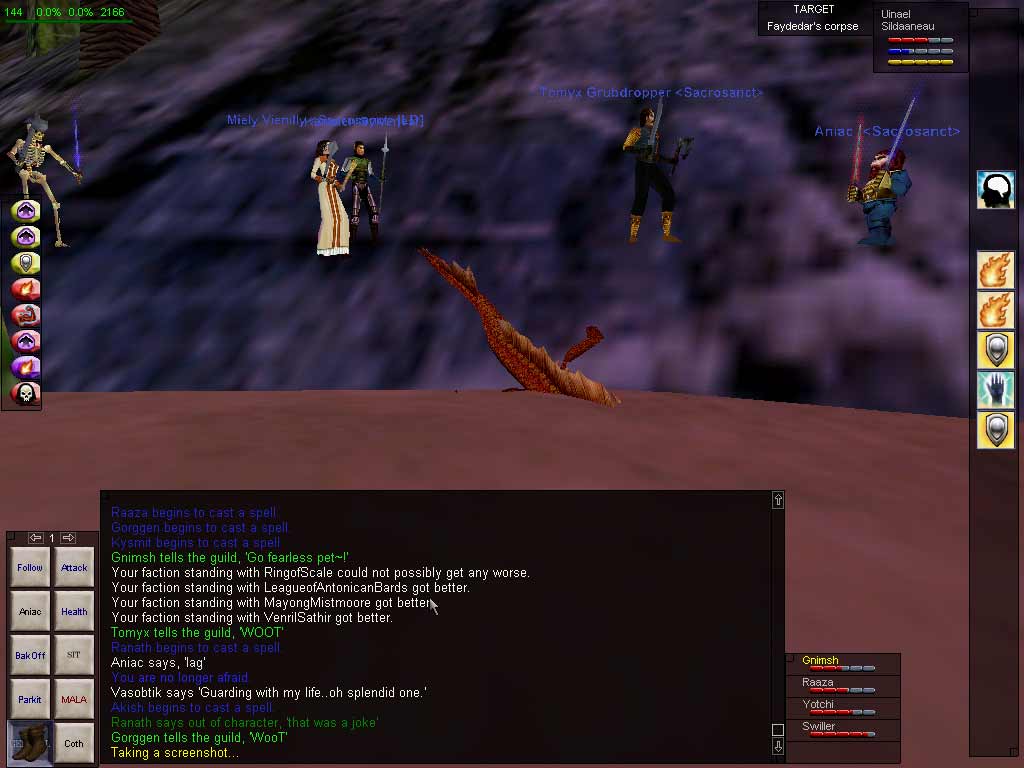 144 0.0% 0.0% 2166
TARGET
Faydedar's corpse
Uinael
Sildaaneau
Tomyx Grubdropper <Sacrosanct>
Miely Vienilly
[LD]
Aniac <Sacrosanct>
Raaza begins to cast a spell.
Gorggen begins to cast a spell.
Kysmit begins to cast a spell.
Gnimsh tells the guild, 'Go fearless pet~!'
Your faction standing with RingofScale could not possibly get any worse.
Your faction standing with LeagueofAntonicanBards got better.
Your faction standing with MayongMistmoore got better.
Your faction standing with VenrilSathir got better.
Tomyx tells the guild, 'WOOT'
Ranath begins to cast a spell.
Aniac says, 'lag'
You are no longer afraid.
Vasobtik says 'Guarding with my life..oh splendid one.'
Akish begins to cast a spell.
Ranath says out of character, 'that was a joke'
Gorggen tells the guild, 'WooT'
Taking a screenshot...
1
Follow Attack
Aniac Health
Bak Off SIT
Parkit MALA
Coth
Gnimsh
Raaza
Yotchi
Swiller